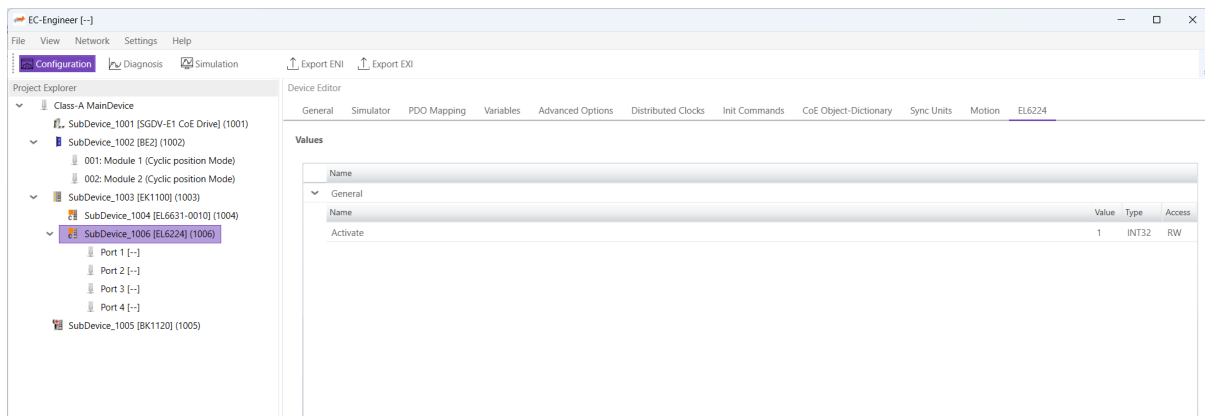 EC-Engineer [--]
File View Network Settings Help
Configuration Diagnosis Simulation Export ENI Export EXI
Project Explorer
Class-A MainDevice
SubDevice_1001 [SGDV-E1 CoE Drive] (1001)
SubDevice_1002 [BE2] (1002)
001: Module 1 (Cyclic position Mode)
002: Module 2 (Cyclic position Mode)
SubDevice_1003 [EK1100] (1003)
SubDevice_1004 [EL6631-0010] (1004)
SubDevice_1006 [EL6224] (1006)
Port 1 [--]
Port 2 [--]
Port 3 [--]
Port 4 [--]
SubDevice_1005 [BK1120] (1005)
Device Editor
General Simulator PDO Mapping Variables Advanced Options Distributed Clocks Init Commands CoE Object-Dictionary Sync Units Motion EL6224
Values
Name
General
Name Value Type Access
Activate 1 INT32 RW